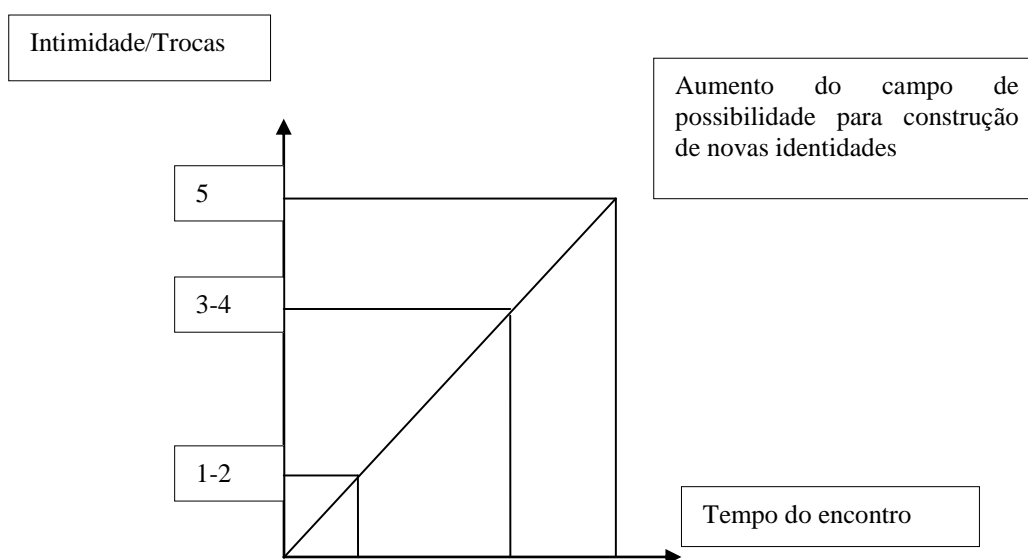 Intimidade/Trocas
Aumento do campo de
possibilidade para construção
de novas identidades
5
3-4
1-2
Tempo do encontro